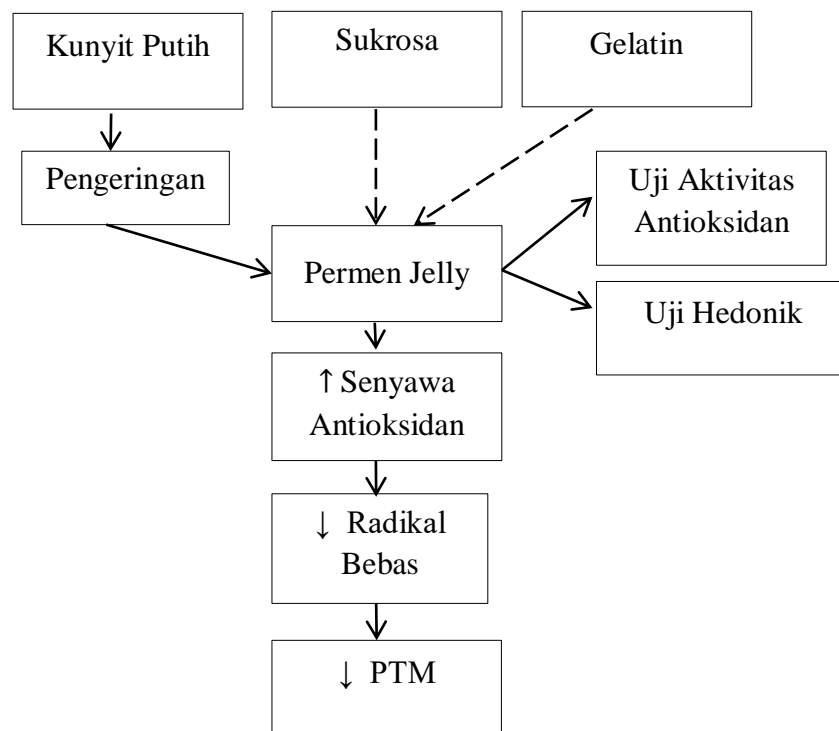 Kunyit Putih
Sukrosa
Gelatin
Pengeringan
Uji Aktivitas
Antioksidan
Permen Jelly
Uji Hedonik
↑ Senyawa
Antioksidan
↓ Radikal
Bebas
↓ PTM